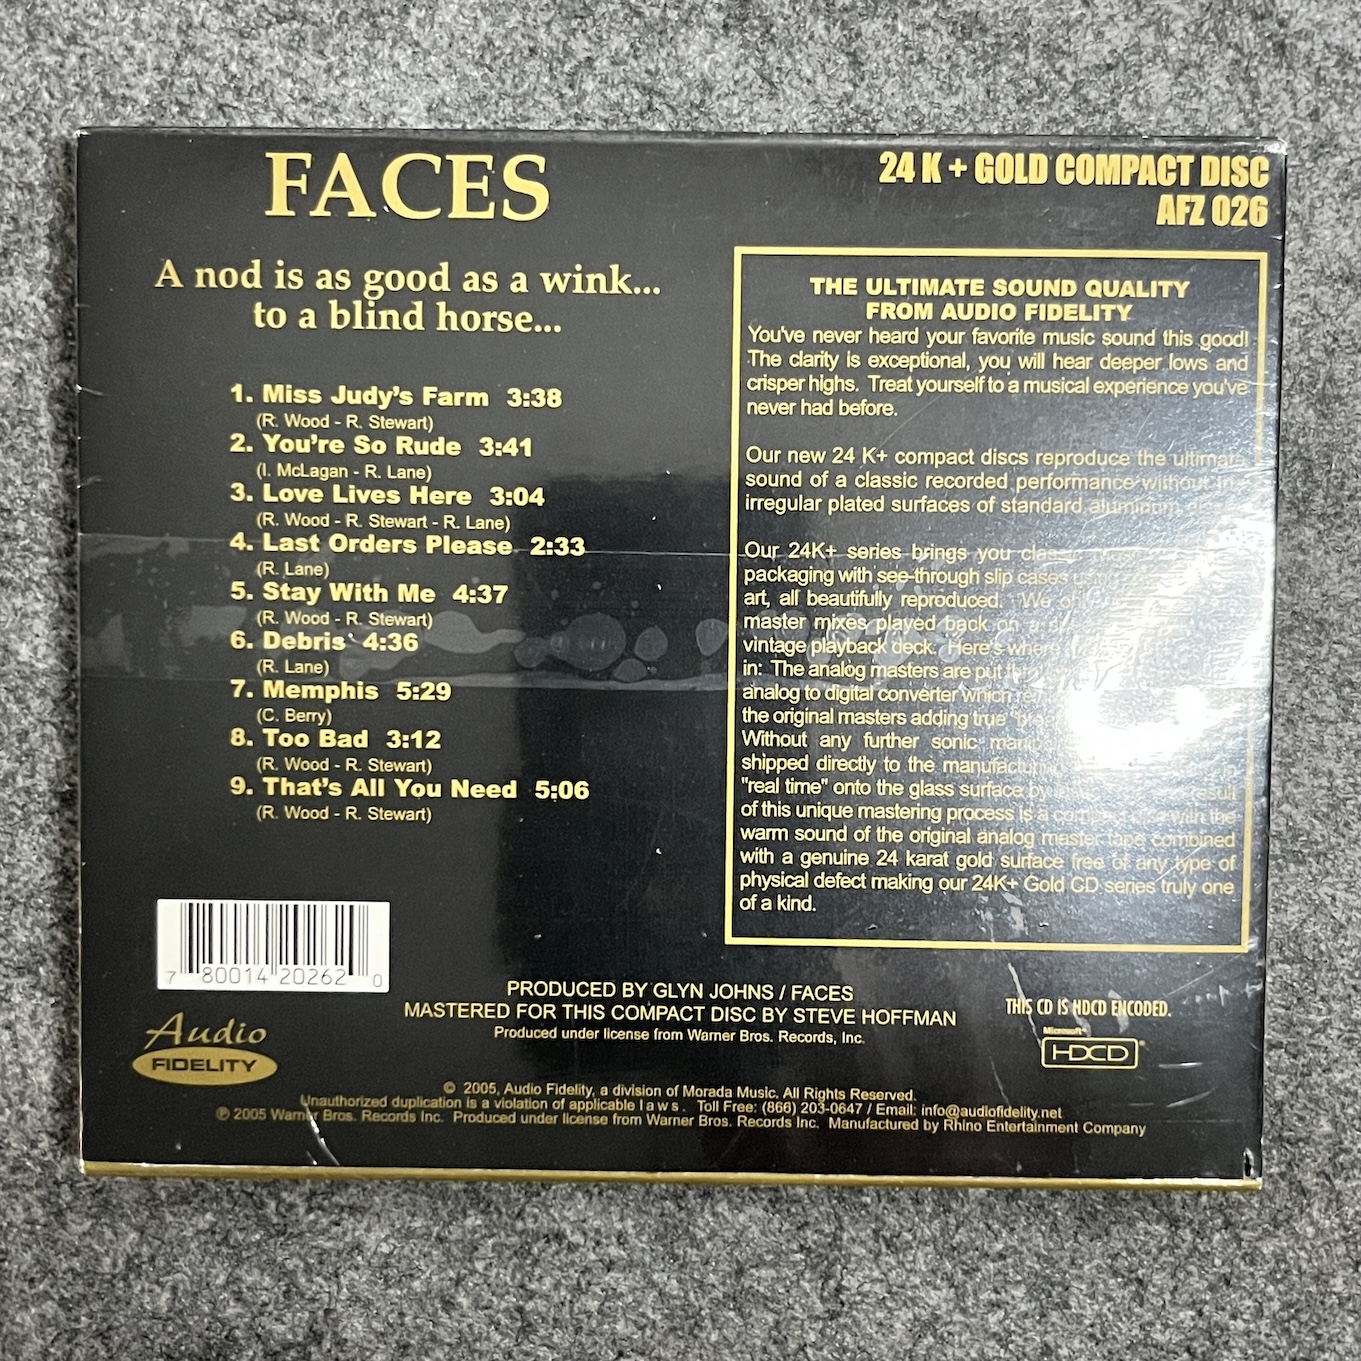 FACES
A nod is as good as a wink...
to a blind horse...
1. Miss Judy's Farm 3:38
(R. Wood - R. Stewart)
2. You're So Rude 3:41
(I. McLagan - R. Lane)
3. Love Lives Here 3:04
(R. Wood - R. Stewart - R. Lane)
4. Last Orders Please 2:33
(R. Lane)
5. Stay With Me 4:37
(R. Wood - R. Stewart)
6. Debris 4:36
(R. Lane)
7. Memphis 5:29
(C. Berry)
8. Too Bad 3:12
(R. Wood - R. Stewart)
9. That's All You Need 5:06
(R. Wood - R. Stewart)
24 K + GOLD COMPACT DISC
AFZ 026
THE ULTIMATE SOUND QUALITY
FROM AUDIO FIDELITY
You've never heard your favorite music sound this good!
The clarity is exceptional, you will hear deeper lows and
crisper highs. Treat yourself to a musical experience you've
never had before.
Our new 24 K+ compact discs reproduce the ultimate
sound of a classic recorded performance without
irregular plated surfaces of standard aluminum
Our 24K+ series brings you classic
packaging with see-through slip cases
art, all beautifully reproduced. We
master mixes played back on a
vintage playback deck. Here's where
in: The analog masters are put
analog to digital converter which
the original masters adding true
Without any further sonic
shipped directly to the
"real time" onto the glass surface by result
of this unique mastering process is a with the
warm sound of the original analog master tape combined
with a genuine 24 karat gold surface free of any type of
physical defect making our 24K+ Gold CD series truly one
of a kind.
7 80014 20262 0
PRODUCED BY GLYN JOHNS / FACES
MASTERED FOR THIS COMPACT DISC BY STEVE HOFFMAN
Produced under license from Warner Bros. Records, Inc.
THIS CD IS HDCD ENCODED.
Microsoft®
HDCD®
Audio
FIDELITY
© 2005, Audio Fidelity, a division of Morada Music. All Rights Reserved.
Unauthorized duplication is a violation of applicable laws. Toll Free: (866) 203-0647 / Email: info@audiofidelity.net
℗ 2005 Warner Bros. Records Inc. Produced under license from Warner Bros. Records Inc. Manufactured by Rhino Entertainment Company